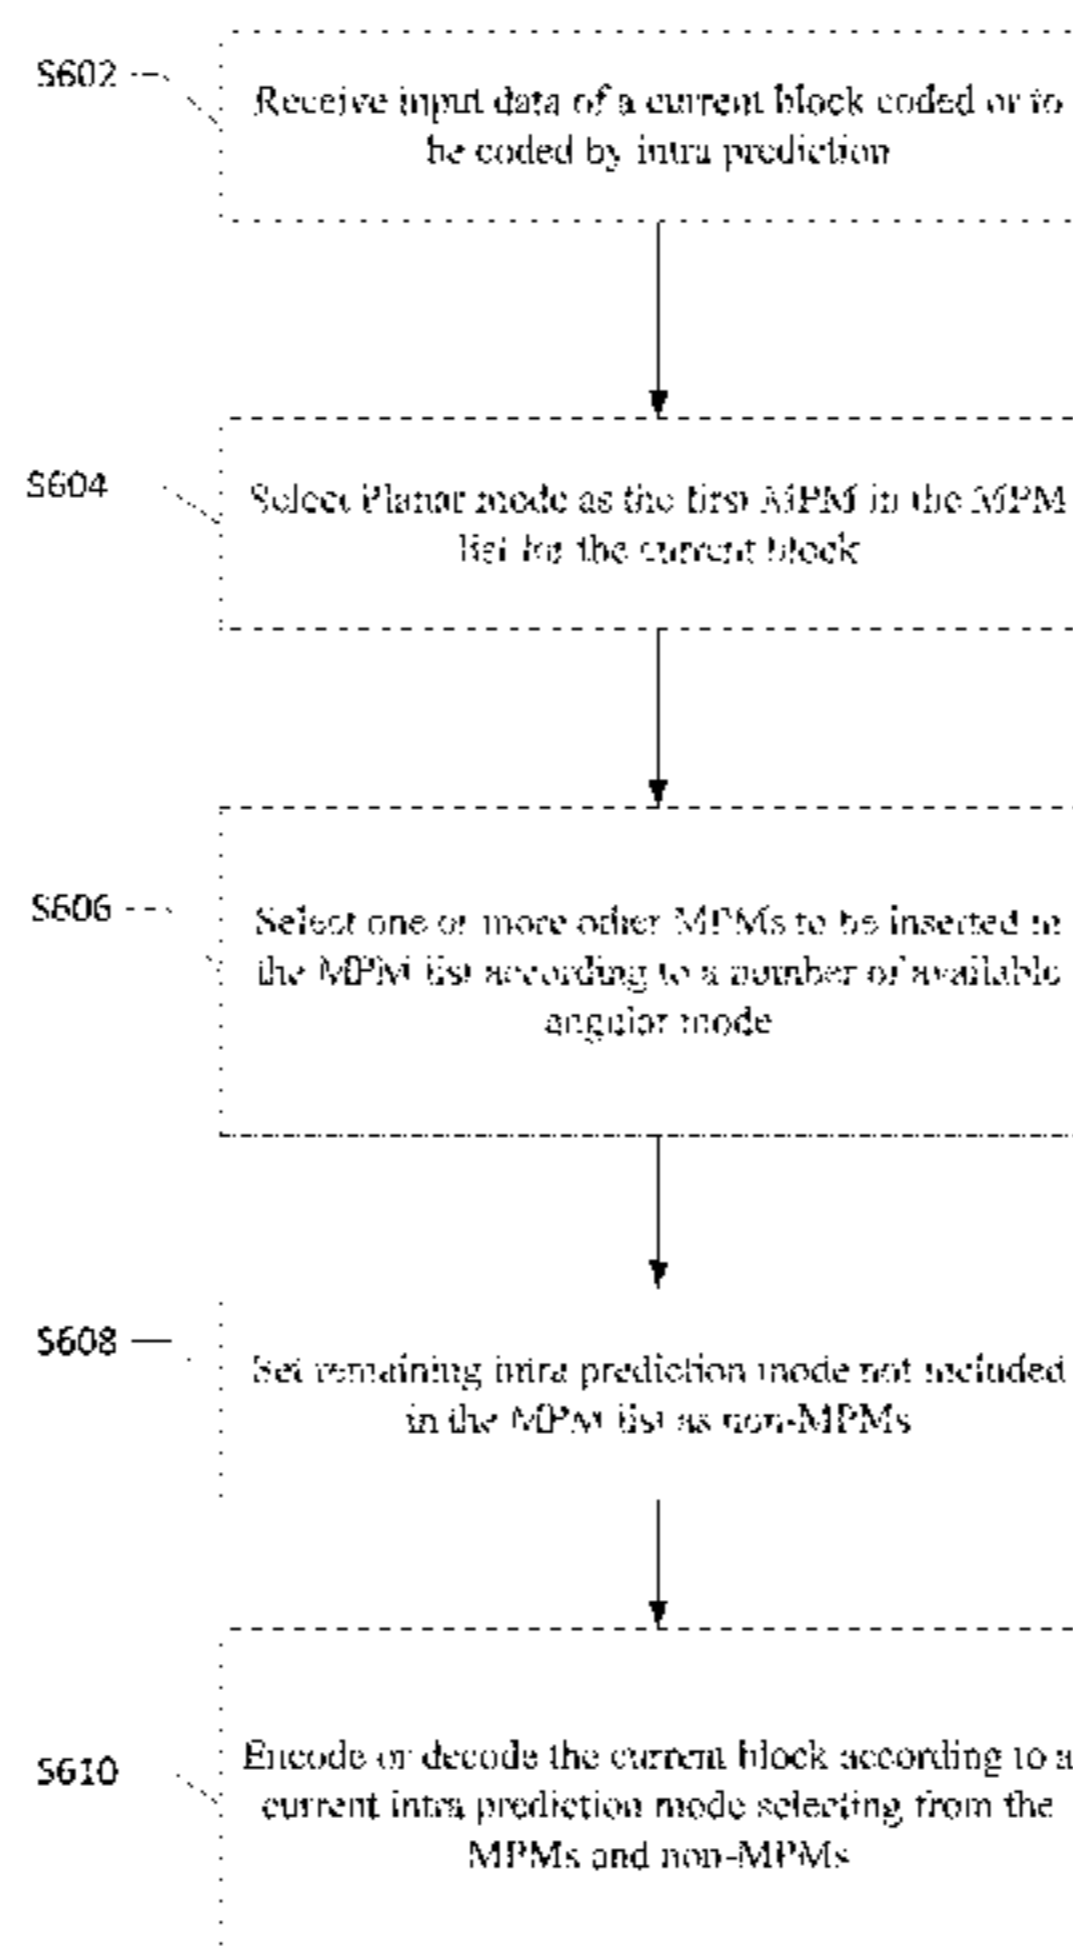 S602
Receive input data of a current block coded or to
be coded by intra prediction
S604
Select Planar mode as the first MPM in the MPM
list for the current block
S606
Select one or more other MPMs to be inserted in
the MPM list according to a number of available
angular mode
S608
Set remaining intra prediction mode not included
in the MPM list as non-MPMs
S610
Encode or decode the current block according to a
current intra prediction mode selecting from the
MPMs and non-MPMs